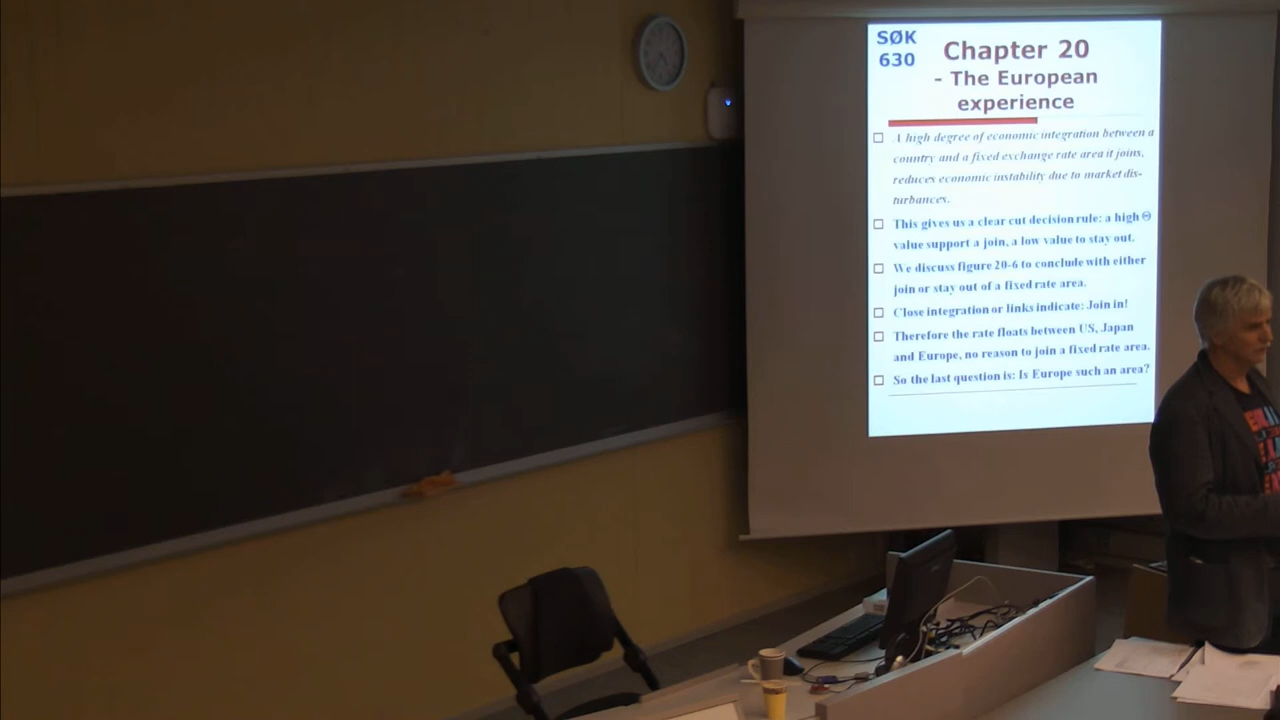 SØK
630
Chapter 20
- The European
experience
A high degree of economic integration between a
country and a fixed exchange rate area it joins,
reduces economic instability due to market dis-
turbances.
This gives us a clear cut decision rule: a high Θ
value support a join, a low value to stay out.
We discuss figure 20-6 to conclude with either
join or stay out of a fixed rate area.
Close integration or links indicate: Join in!
Therefore the rate floats between US, Japan
and Europe, no reason to join a fixed rate area.
So the last question is: Is Europe such an area?